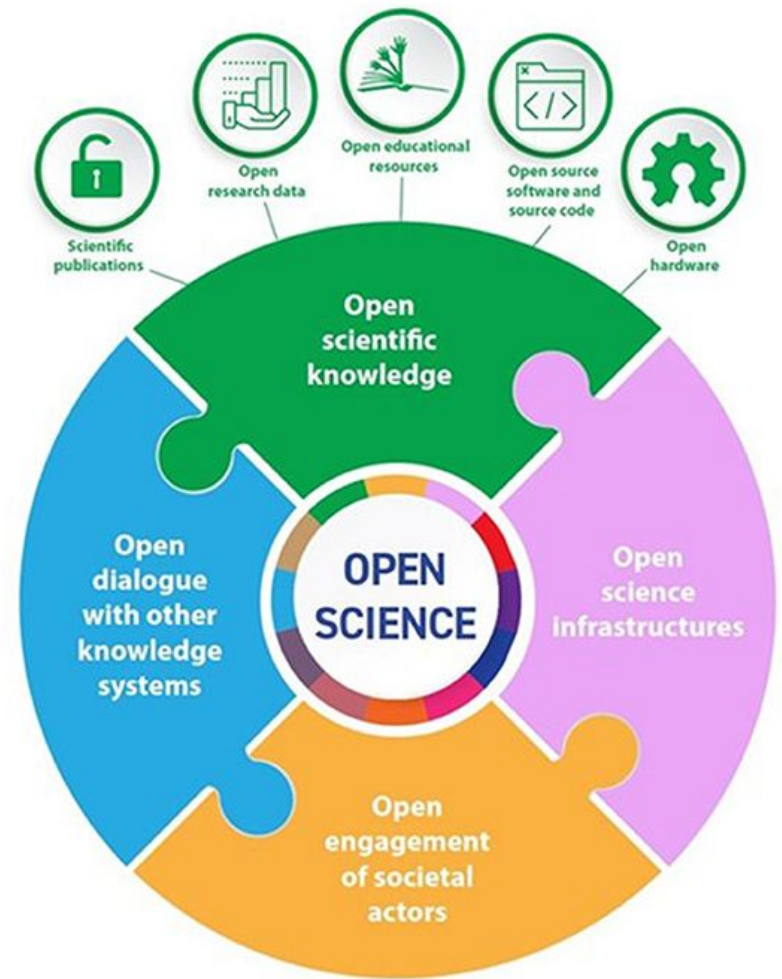 Scientific
publications
Open
research data
Open educational
resources
Open source
software and
source code
</>
Open
hardware
Open
scientific
knowledge
Open
dialogue
with other
knowledge
systems
OPEN
SCIENCE
Open
science
infrastructures
Open
engagement
of societal
actors